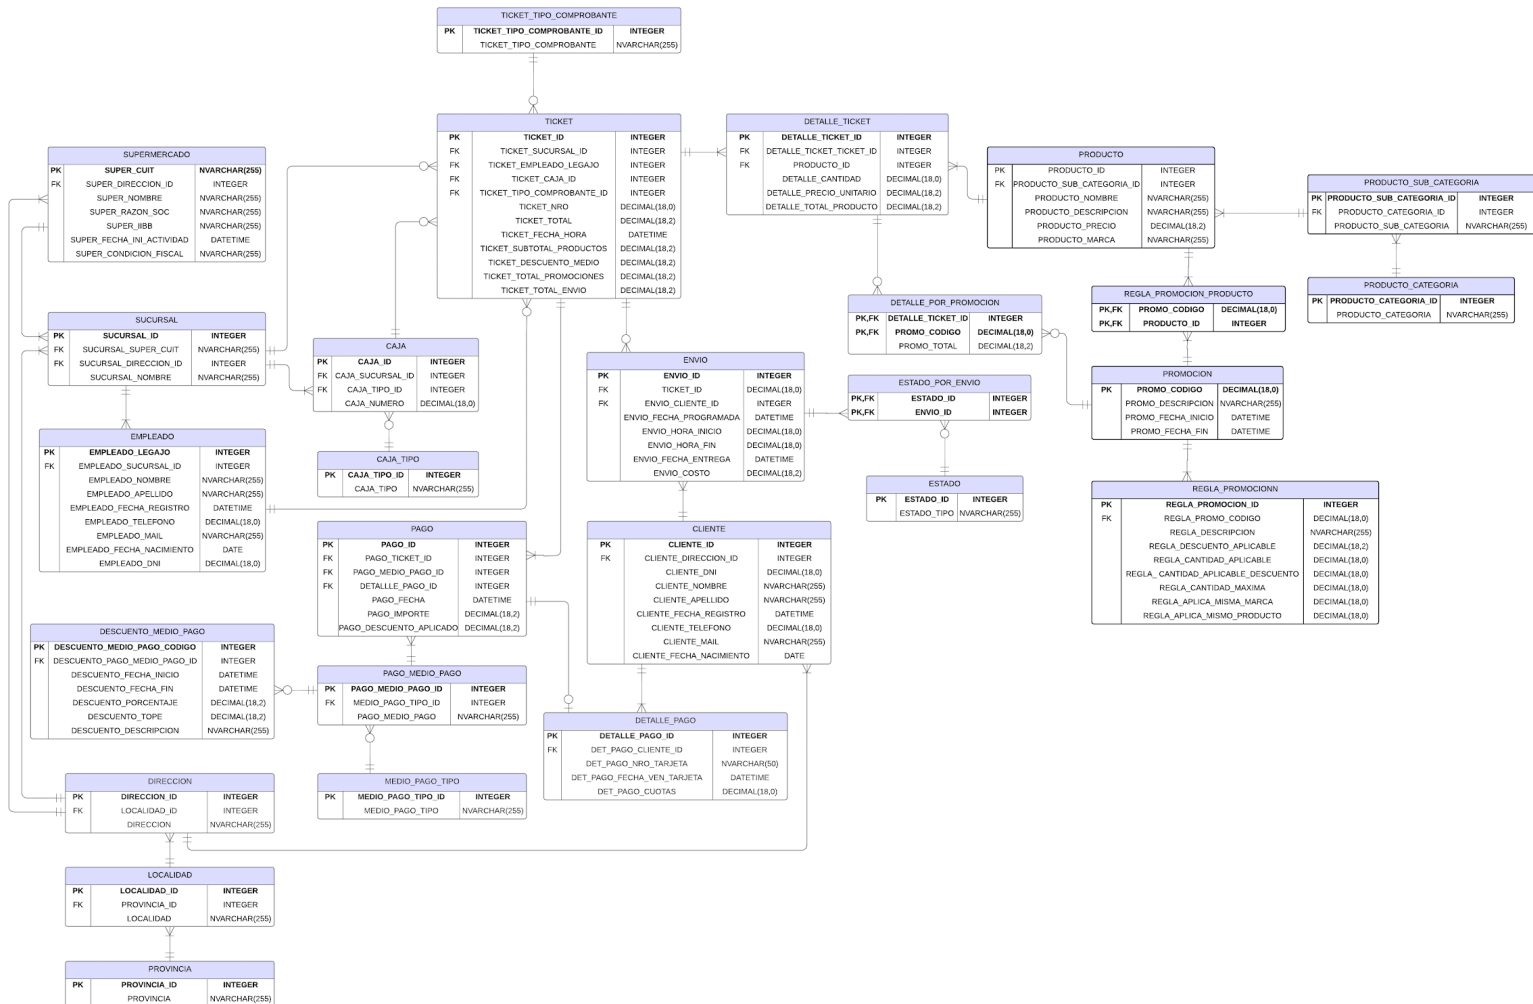 TICKET_TIPO_COMPROBANTE
PK TICKET_TIPO_COMPROBANTE_ID INTEGER
TICKET_TIPO_COMPROBANTE NVARCHAR(255)
TICKET
PK TICKET_ID INTEGER
FK TICKET_SUCURSAL_ID INTEGER
FK TICKET_EMPLEADO_LEGAJO INTEGER
FK TICKET_CAJA_ID INTEGER
FK TICKET_TIPO_COMPROBANTE_ID INTEGER
TICKET_NRO DECIMAL(18,0)
TICKET_TOTAL DECIMAL(18,2)
TICKET_FECHA_HORA DATETIME
TICKET_SUBTOTAL_PRODUCTOS DECIMAL(18,2)
TICKET_DESCUENTO_MEDIO DECIMAL(18,2)
TICKET_TOTAL_PROMOCIONES DECIMAL(18,2)
TICKET_TOTAL_ENVIO DECIMAL(18,2)
DETALLE_TICKET
PK DETALLE_TICKET_ID INTEGER
FK DETALLE_TICKET_TICKET_ID INTEGER
FK PRODUCTO_ID INTEGER
DETALLE_CANTIDAD DECIMAL(18,0)
DETALLE_PRECIO_UNITARIO DECIMAL(18,2)
DETALLE_TOTAL_PRODUCTO DECIMAL(18,2)
PRODUCTO
PK PRODUCTO_ID INTEGER
FK PRODUCTO_SUB_CATEGORIA_ID INTEGER
PRODUCTO_NOMBRE NVARCHAR(255)
PRODUCTO_DESCRIPCION NVARCHAR(255)
PRODUCTO_PRECIO DECIMAL(18,2)
PRODUCTO_MARCA NVARCHAR(255)
PRODUCTO_SUB_CATEGORIA
PK PRODUCTO_SUB_CATEGORIA_ID INTEGER
FK PRODUCTO_CATEGORIA_ID INTEGER
PRODUCTO_SUB_CATEGORIA NVARCHAR(255)
PRODUCTO_CATEGORIA
PK PRODUCTO_CATEGORIA_ID INTEGER
PRODUCTO_CATEGORIA NVARCHAR(255)
SUPERMERCADO
PK SUPER_CUIT NVARCHAR(255)
FK SUPER_DIRECCION_ID INTEGER
SUPER_NOMBRE NVARCHAR(255)
SUPER_RAZON_SOC NVARCHAR(255)
SUPER_IIBB NVARCHAR(255)
SUPER_FECHA_INI_ACTIVIDAD DATETIME
SUPER_CONDICION_FISCAL NVARCHAR(255)
SUCURSAL
PK SUCURSAL_ID INTEGER
FK SUCURSAL_SUPER_CUIT NVARCHAR(255)
FK SUCURSAL_DIRECCION_ID INTEGER
SUCURSAL_NOMBRE NVARCHAR(255)
CAJA
PK CAJA_ID INTEGER
FK CAJA_SUCURSAL_ID INTEGER
FK CAJA_TIPO_ID INTEGER
CAJA_NUMERO DECIMAL(18,0)
CAJA_TIPO
PK CAJA_TIPO_ID INTEGER
CAJA_TIPO NVARCHAR(255)
EMPLEADO
PK EMPLEADO_LEGAJO INTEGER
FK EMPLEADO_SUCURSAL_ID INTEGER
EMPLEADO_NOMBRE NVARCHAR(255)
EMPLEADO_APELLIDO NVARCHAR(255)
EMPLEADO_FECHA_REGISTRO DATETIME
EMPLEADO_TELEFONO DECIMAL(18,0)
EMPLEADO_MAIL NVARCHAR(255)
EMPLEADO_FECHA_NACIMIENTO DATE
EMPLEADO_DNI DECIMAL(18,0)
DETALLE_POR_PROMOCION
PK,FK DETALLE_TICKET_ID INTEGER
PK,FK PROMO_CODIGO DECIMAL(18,0)
PROMO_TOTAL DECIMAL(18,2)
REGLA_PROMOCION_PRODUCTO
PK,FK PROMO_CODIGO DECIMAL(18,0)
PK,FK PRODUCTO_ID INTEGER
PROMOCION
PK PROMO_CODIGO DECIMAL(18,0)
PROMO_DESCRIPCION NVARCHAR(255)
PROMO_FECHA_INICIO DATETIME
PROMO_FECHA_FIN DATETIME
ENVIO
PK ENVIO_ID INTEGER
FK TICKET_ID DECIMAL(18,0)
FK ENVIO_CLIENTE_ID INTEGER
ENVIO_FECHA_PROGRAMADA DATETIME
ENVIO_HORA_INICIO DECIMAL(18,0)
ENVIO_HORA_FIN DECIMAL(18,0)
ENVIO_FECHA_ENTREGA DATETIME
ENVIO_COSTO DECIMAL(18,2)
ESTADO_POR_ENVIO
PK,FK ESTADO_ID INTEGER
PK,FK ENVIO_ID INTEGER
ESTADO
PK ESTADO_ID INTEGER
ESTADO_TIPO NVARCHAR(255)
REGLA_PROMOCIONN
PK REGLA_PROMOCION_ID INTEGER
FK REGLA_PROMO_CODIGO DECIMAL(18,0)
REGLA_DESCRIPCION NVARCHAR(255)
REGLA_DESCUENTO_APLICABLE DECIMAL(18,2)
REGLA_CANTIDAD_APLICABLE DECIMAL(18,0)
REGLA_ CANTIDAD_APLICABLE_DESCUENTO DECIMAL(18,0)
REGLA_CANTIDAD_MAXIMA DECIMAL(18,0)
REGLA_APLICA_MISMA_MARCA DECIMAL(18,0)
REGLA_APLICA_MISMO_PRODUCTO DECIMAL(18,0)
PAGO
PK PAGO_ID INTEGER
FK PAGO_TICKET_ID INTEGER
FK PAGO_MEDIO_PAGO_ID INTEGER
FK DETALLLE_PAGO_ID INTEGER
PAGO_FECHA DATETIME
PAGO_IMPORTE DECIMAL(18,2)
PAGO_DESCUENTO_APLICADO DECIMAL(18,2)
CLIENTE
PK CLIENTE_ID INTEGER
FK CLIENTE_DIRECCION_ID INTEGER
CLIENTE_DNI DECIMAL(18,0)
CLIENTE_NOMBRE NVARCHAR(255)
CLIENTE_APELLIDO NVARCHAR(255)
CLIENTE_FECHA_REGISTRO DATETIME
CLIENTE_TELEFONO DECIMAL(18,0)
CLIENTE_MAIL NVARCHAR(255)
CLIENTE_FECHA_NACIMIENTO DATE
DESCUENTO_MEDIO_PAGO
PK DESCUENTO_MEDIO_PAGO_CODIGO INTEGER
FK DESCUENTO_PAGO_MEDIO_PAGO_ID INTEGER
DESCUENTO_FECHA_INICIO DATETIME
DESCUENTO_FECHA_FIN DATETIME
DESCUENTO_PORCENTAJE DECIMAL(18,2)
DESCUENTO_TOPE DECIMAL(18,2)
DESCUENTO_DESCRIPCION NVARCHAR(255)
PAGO_MEDIO_PAGO
PK PAGO_MEDIO_PAGO_ID INTEGER
FK MEDIO_PAGO_TIPO_ID INTEGER
PAGO_MEDIO_PAGO NVARCHAR(255)
DETALLE_PAGO
PK DETALLE_PAGO_ID INTEGER
FK DET_PAGO_CLIENTE_ID INTEGER
DET_PAGO_NRO_TARJETA NVARCHAR(50)
DET_PAGO_FECHA_VEN_TARJETA DATETIME
DET_PAGO_CUOTAS DECIMAL(18,0)
DIRECCION
PK DIRECCION_ID INTEGER
FK LOCALIDAD_iD INTEGER
DIRECCION NVARCHAR(255)
MEDIO_PAGO_TIPO
PK MEDIO_PAGO_TIPO_ID INTEGER
MEDIO_PAGO_TIPO NVARCHAR(255)
LOCALIDAD
PK LOCALIDAD_ID INTEGER
FK PROVINCIA_ID INTEGER
LOCALIDAD NVARCHAR(255)
PROVINCIA
PK PROVINCIA_ID INTEGER
PROVINCIA NVARCHAR(255)